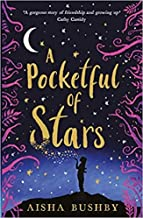 "A gorgeous story of friendship and growing up"
Cathy Cassidy
A
Pocketful
of
Stars
AISHA BUSHBY